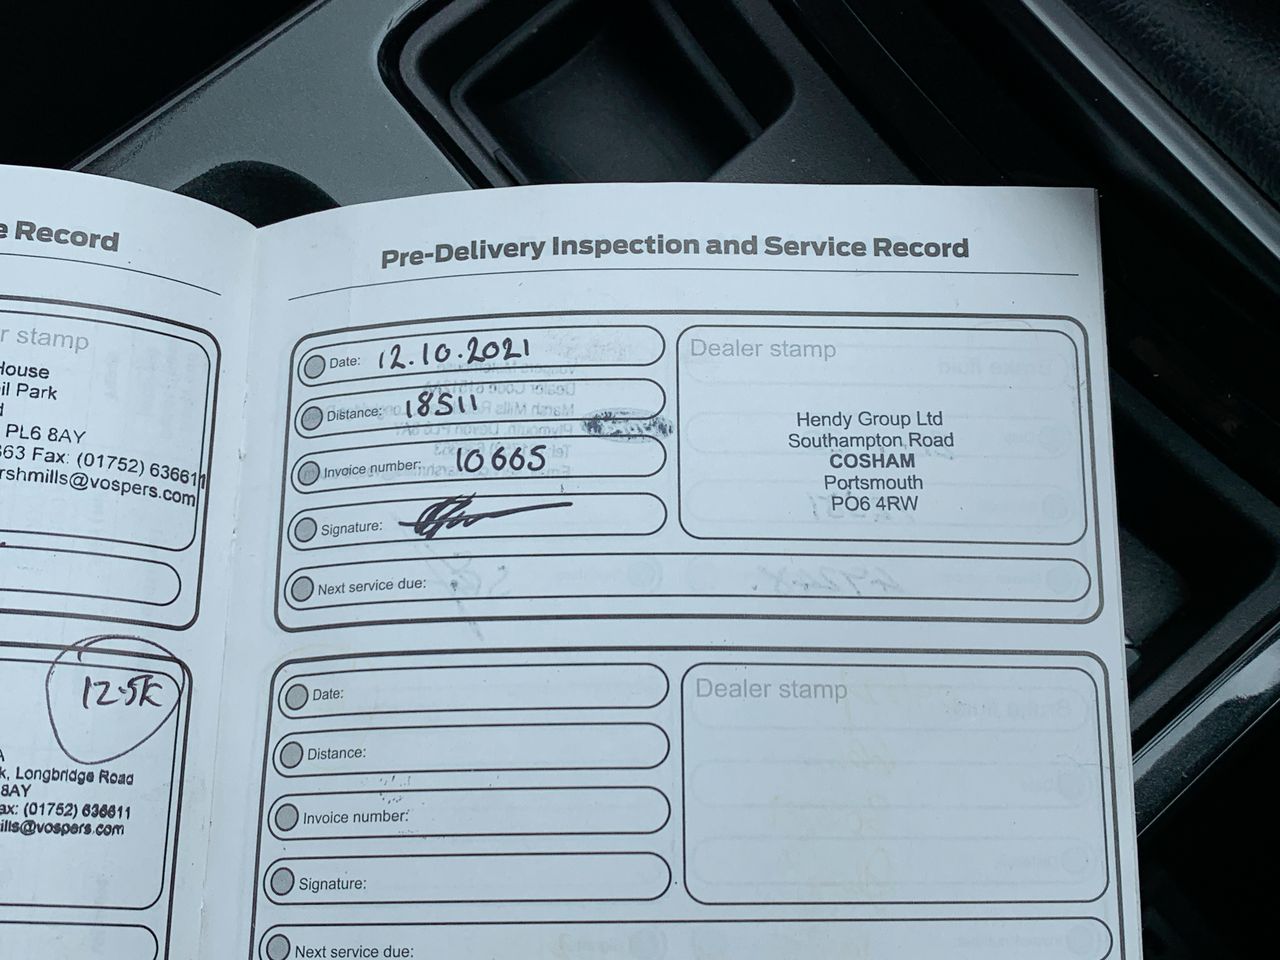 e Record
r stamp
House
il Park
PL6 8AY
363 Fax: (01752) 636611
rshmills@vospers.com
12.5K
k, Longbridge Road
8AY
ax: (01752) 636611
ills@vospers.com
Pre-Delivery Inspection and Service Record
Date: 12.10.2021
Distance: 18511
Invoice number: 10665
Signature:
Next service due:
Dealer stamp
Hendy Group Ltd
Southampton Road
COSHAM
Portsmouth
PO6 4RW
Date:
Distance:
Invoice number:
Signature:
Next service due:
Dealer stamp